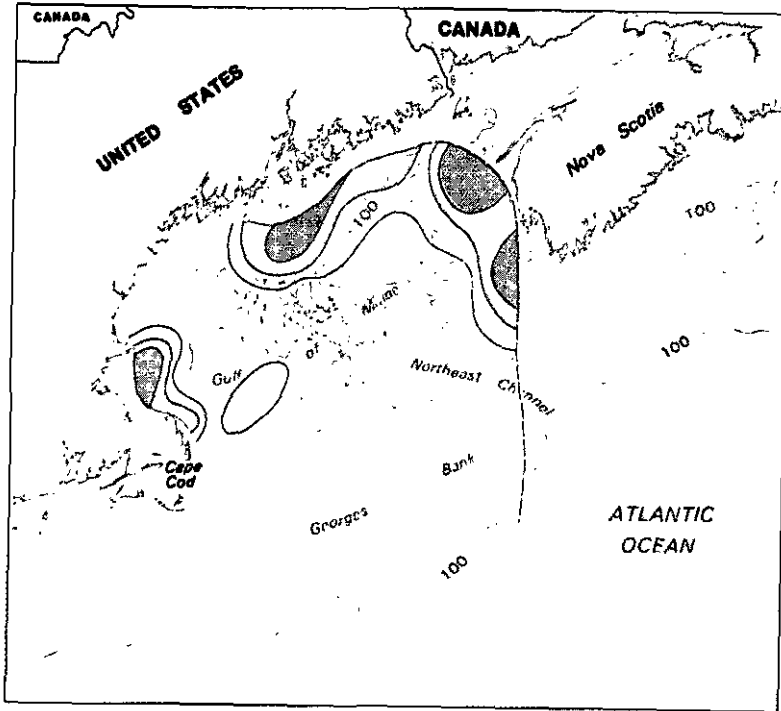 CANADA
CANADA
UNITED STATES
Nova Scotia
100
100
100
Gulf of Maine
Northeast Channel
Cape
Cod
Georges Bank
100
ATLANTIC
OCEAN